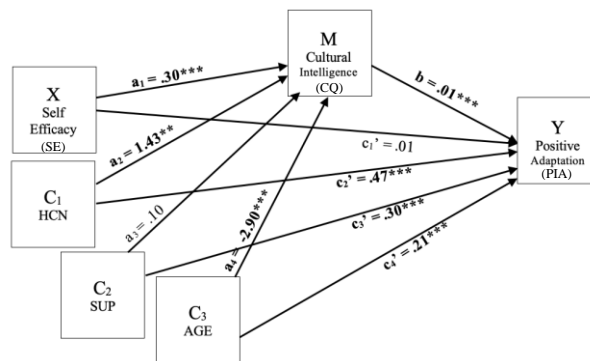 M
Cultural
Intelligence
(CQ)
a₁ = .30***
b = .01***
X
Self
Efficacy
(SE)
Y
Positive
Adaptation
(PIA)
a₂ = 1.43**
c₁’ = .01
C₁
HCN
c₂’ = .47***
a₃ = .10
a₄ = -2.90***
c₃’ = .30***
c₄’ = .21***
C₂
SUP
C₃
AGE